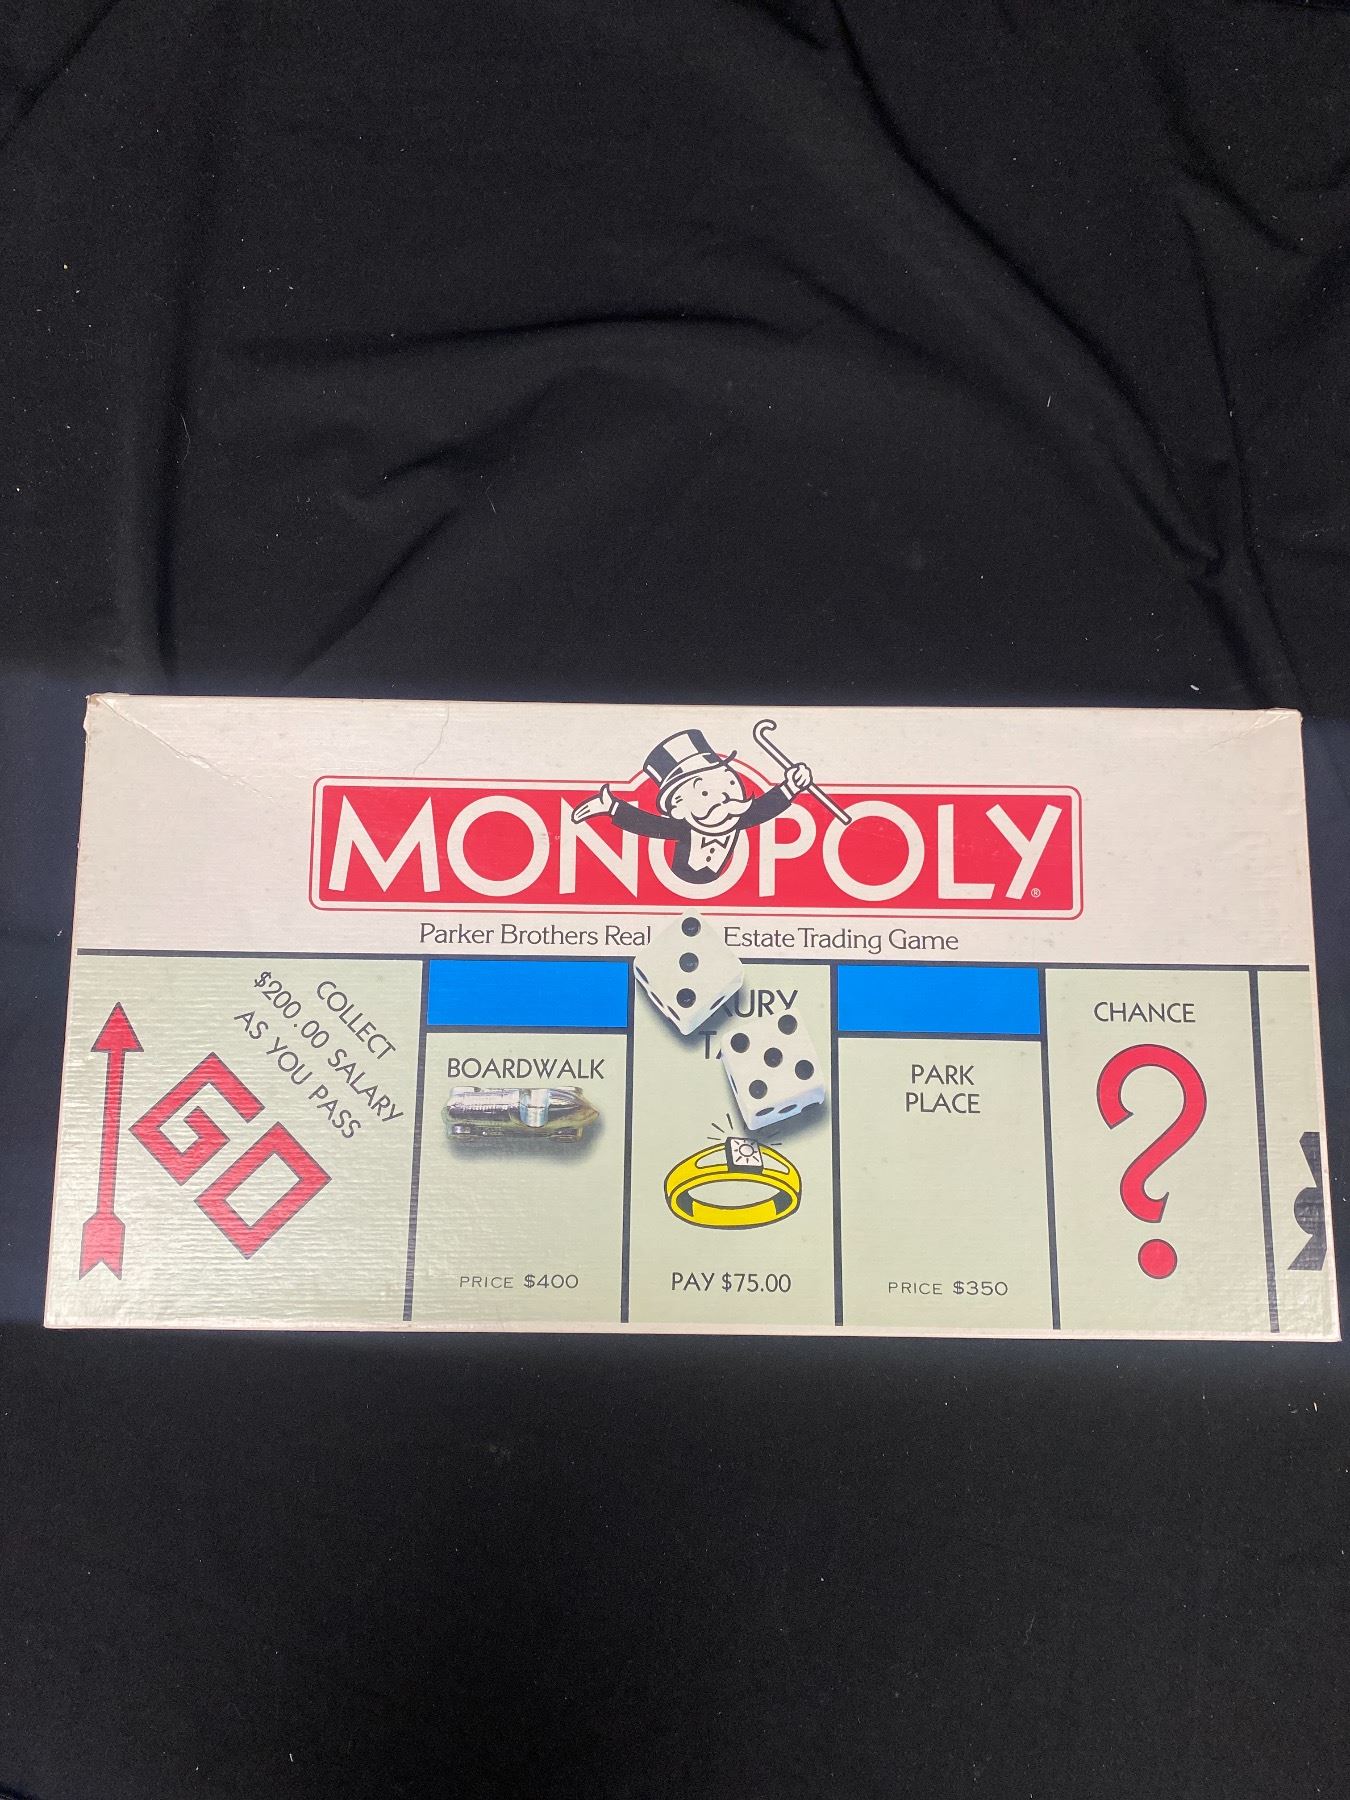 MONOPOLY®
Parker Brothers Real Estate Trading Game
COLLECT
$200.00 SALARY
AS YOU PASS
GO
BOARDWALK
PRICE $400
PAY $75.00
PARK
PLACE
PRICE $350
CHANCE
?